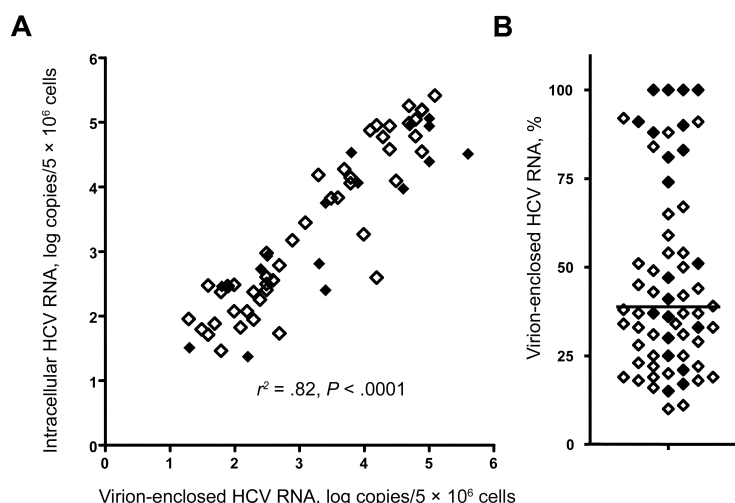 A
B
Intracellular HCV RNA, log copies/5 × 10⁶ cells
6
5
4
3
2
1
0
r² = .82, P < .0001
0 1 2 3 4 5 6
Virion-enclosed HCV RNA, log copies/5 × 10⁶ cells
Virion-enclosed HCV RNA, %
100
75
50
25
0